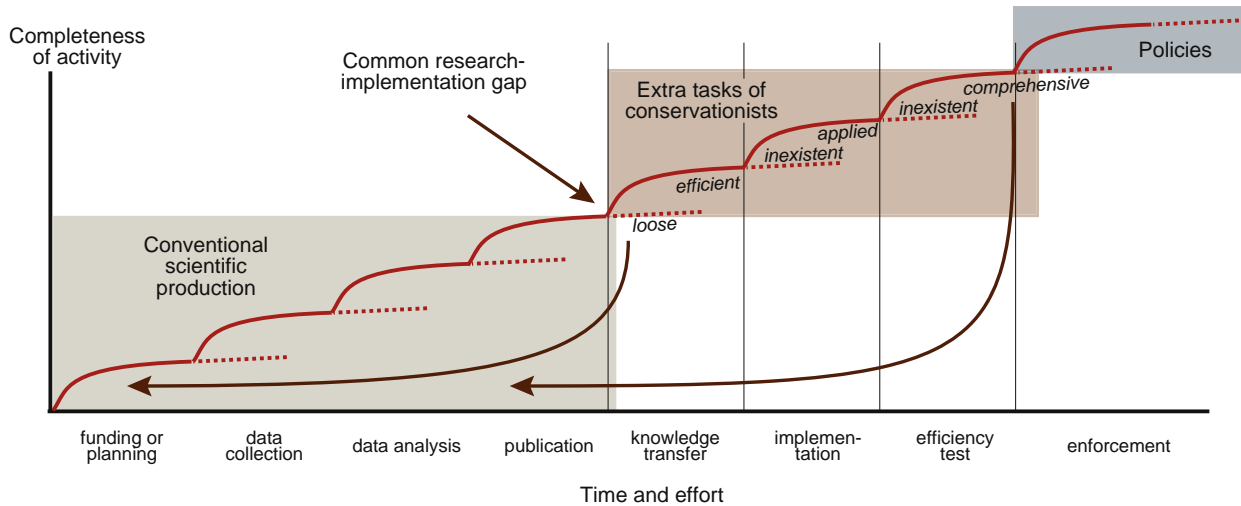 Completeness
of activity
Common research-
implementation gap
Extra tasks of
conservationists
Policies
comprehensive
inexistent
applied
inexistent
efficient
loose
Conventional
scientific
production
funding or
planning
data
collection
data analysis
publication
knowledge
transfer
implemen-
tation
efficiency
test
enforcement
Time and effort